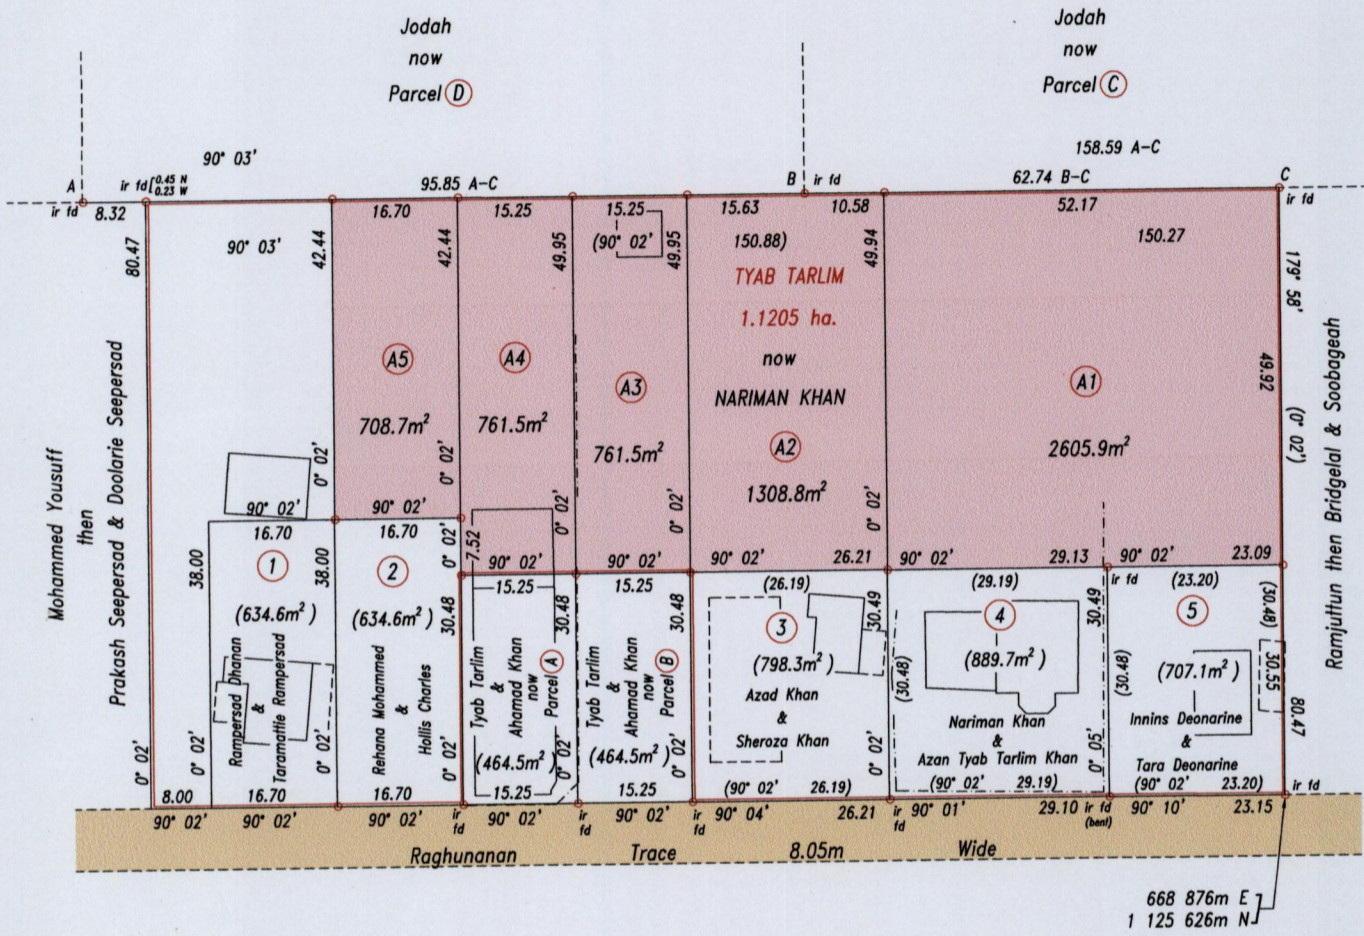 Jodah
now
Parcel D
Jodah
now
Parcel C
90° 03'
158.59 A-C
A
ir fd
ir fd [0.45 N
0.23 W
95.85 A-C
B
ir fd
62.74 B-C
C
ir fd
8.32
16.70
15.25
15.25
15.63
10.58
52.17
90° 03'
(90° 02'
150.88)
150.27
80.47
42.44
42.44
49.95
49.95
49.94
179° 58'
TYAB TARLIM
1.1205 ha.
now
NARIMAN KHAN
A5
708.7m²
A4
761.5m²
A3
761.5m²
A2
1308.8m²
A1
2605.9m²
49.92
(0° 02')
Mohammed Yousuff
then
Prakash Seepersad & Doolarie Seepersad
Ramjuttun then Bridgelal & Soobageah
0° 02'
0° 02'
0° 02'
0° 02'
0° 02'
90° 02'
90° 02'
16.70
16.70
0° 02'
7.52
90° 02'
90° 02'
90° 02'
26.21
90° 02'
29.13
90° 02'
23.09
38.00
38.00
1
(634.6m²)
Rampersad Dhanan
&
Taramattie Rampersad
0° 02'
0° 02'
0° 02'
2
(634.6m²)
Rehana Mohammed
&
Hollis Charles
30.48
0° 02'
15.25
Tyab Tarlim
&
Ahamad Khan
now
Parcel A
30.48
(464.5m²)
15.25
15.25
Tyab Tarlim
&
Ahamad Khan
now
Parcel B
30.48
(464.5m²)
0° 02'
15.25
(26.19)
3
(798.3m²)
Azad Khan
&
Sheroza Khan
30.49
0° 02'
(90° 02'
26.19)
(29.19)
(30.48)
4
(889.7m²)
Nariman Khan
&
Azan Tyab Tarlim Khan
30.49
0° 05'
(90° 02'
29.19)
ir fd
(23.20)
(30.48)
5
(707.1m²)
Innins Deonarine
&
Tara Deonarine
(30.48)
30.55
80.47
(90° 02'
23.20)
ir fd
8.00
16.70
16.70
90° 02'
90° 02'
90° 02'
ir
fd
ir
fd
90° 02'
ir
fd
90° 04'
26.21
ir
fd
90° 01'
29.10
ir fd
(bent)
90° 10'
23.15
Raghunanan Trace 8.05m Wide
668 876m E
1 125 626m N